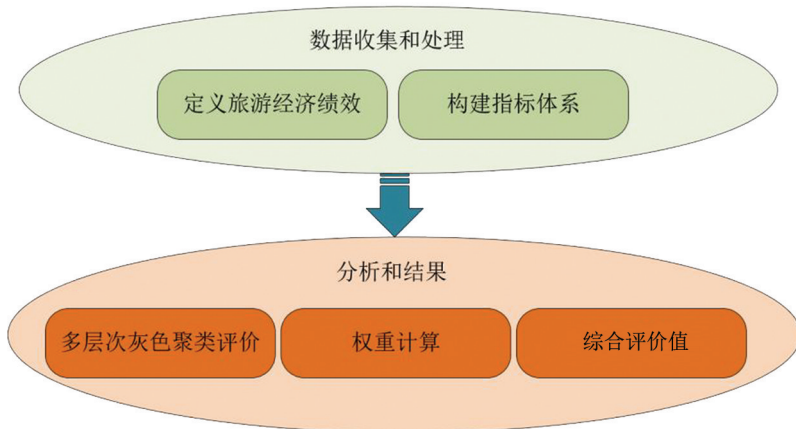 数据收集和处理
定义旅游经济绩效
构建指标体系
分析和结果
多层次灰色聚类评价
权重计算
综合评价值